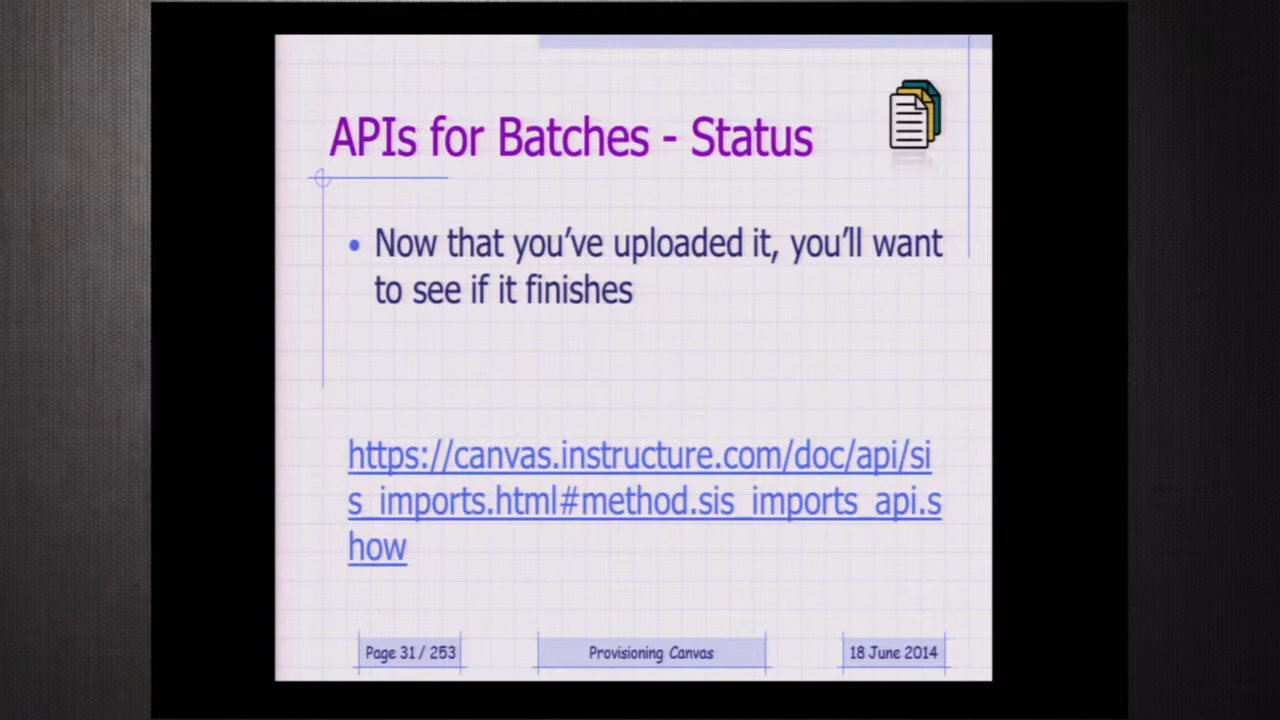 APIs for Batches - Status
• Now that you've uploaded it, you'll want
to see if it finishes
https://canvas.instructure.com/doc/api/si
s_imports.html#method.sis_imports_api.s
how
Page 31 / 253
Provisioning Canvas
18 June 2014